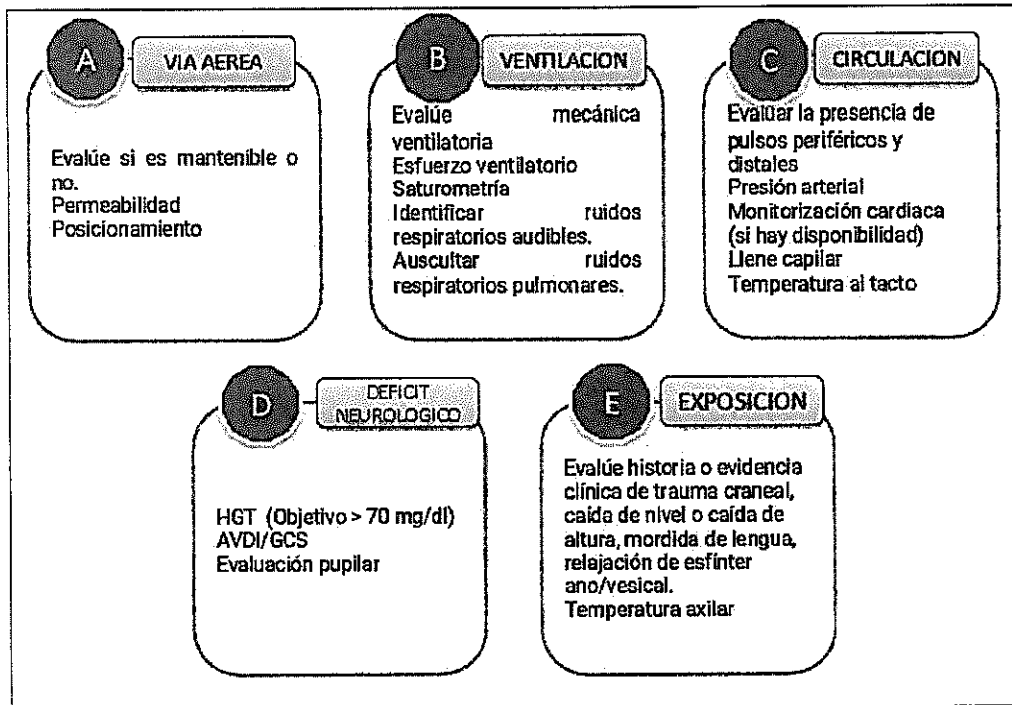 A
VIA AEREA
Evalúe si es mantenible o
no.
Permeabilidad
Posicionamiento
B
VENTILACION
Evalúe mecánica
ventilatoria
Esfuerzo ventilatorio
Saturometría
Identificar ruidos
respiratorios audibles.
Auscultar ruidos
respiratorios pulmonares.
C
CIRCULACION
Evaluar la presencia de
pulsos periféricos y
distales
Presión arterial
Monitorización cardiaca
(si hay disponibilidad)
Llene capilar
Temperatura al tacto
D
DEFICIT
NEUROLOGICO
HGT (Objetivo > 70 mg/dl)
AVDI/GCS
Evaluación pupilar
E
EXPOSICION
Evalúe historia o evidencia
clínica de trauma craneal,
caída de nivel o caída de
altura, mordida de lengua,
relajación de esfínter
ano/vesical.
Temperatura axilar